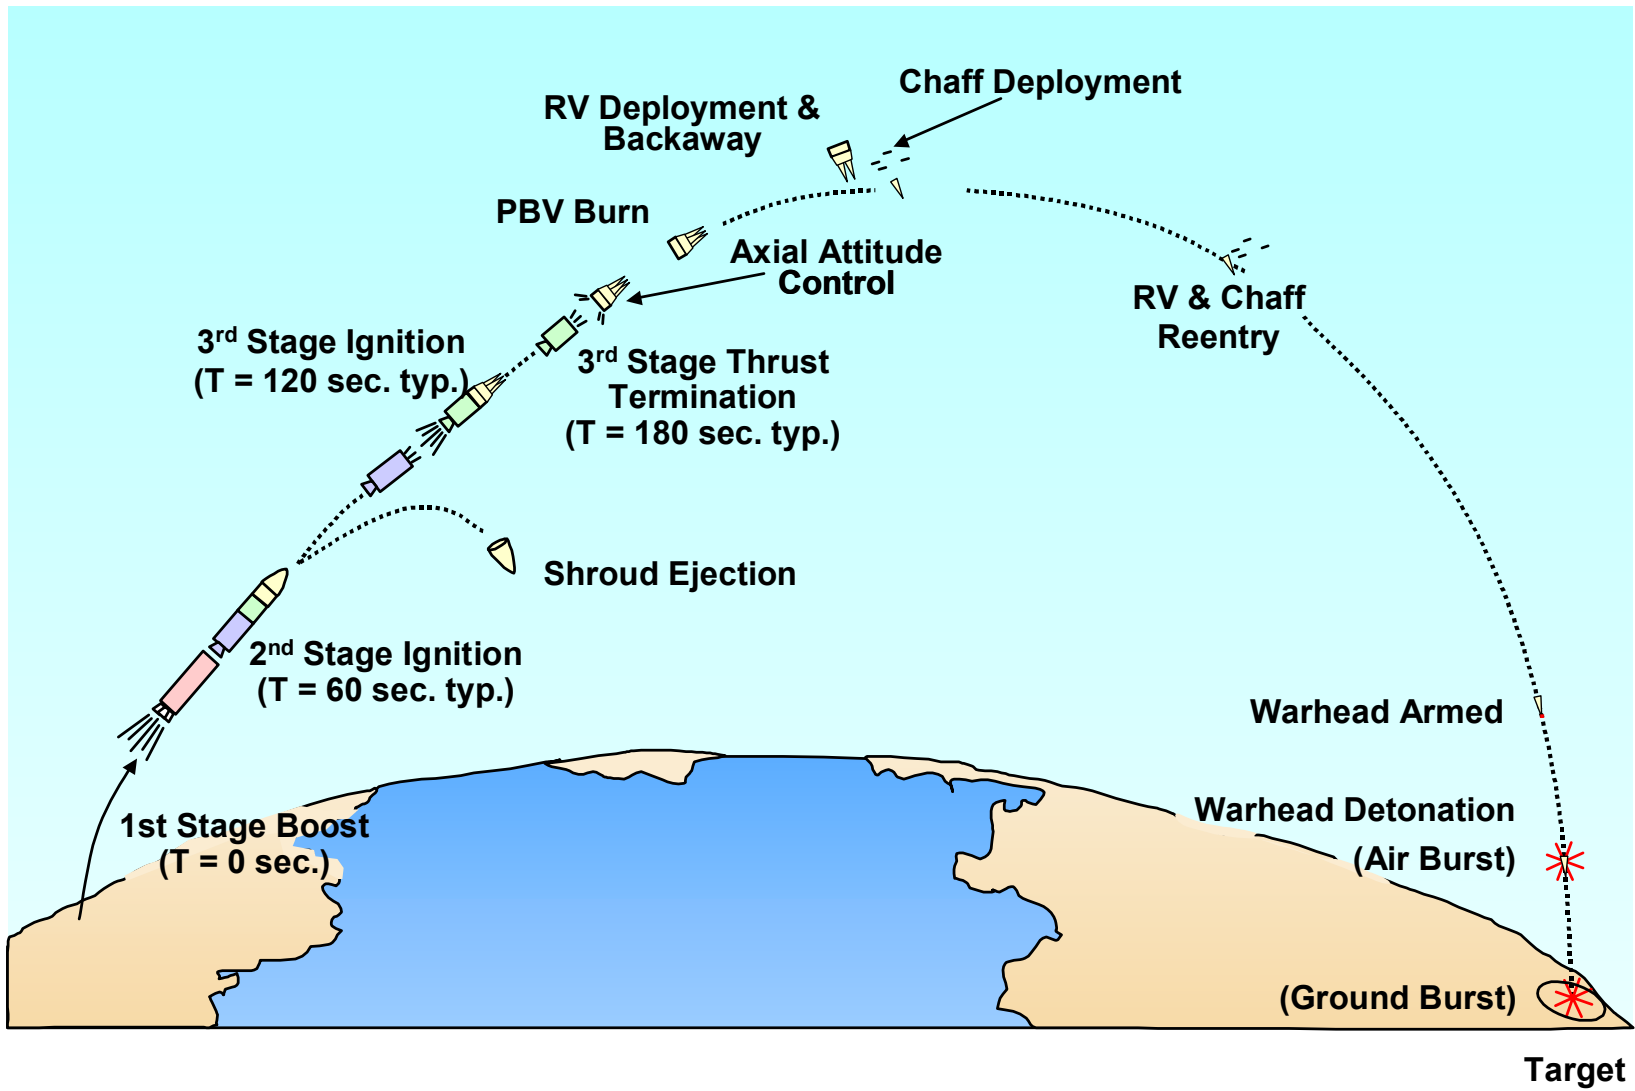 Chaff Deployment
RV Deployment &
Backaway
PBV Burn
Axial Attitude
Control
RV & Chaff
Reentry
3rd Stage Ignition
(T = 120 sec. typ.)
3rd Stage Thrust
Termination
(T = 180 sec. typ.)
Shroud Ejection
2nd Stage Ignition
(T = 60 sec. typ.)
Warhead Armed
Warhead Detonation
1st Stage Boost
(T = 0 sec.)
(Air Burst)
(Ground Burst)
Target